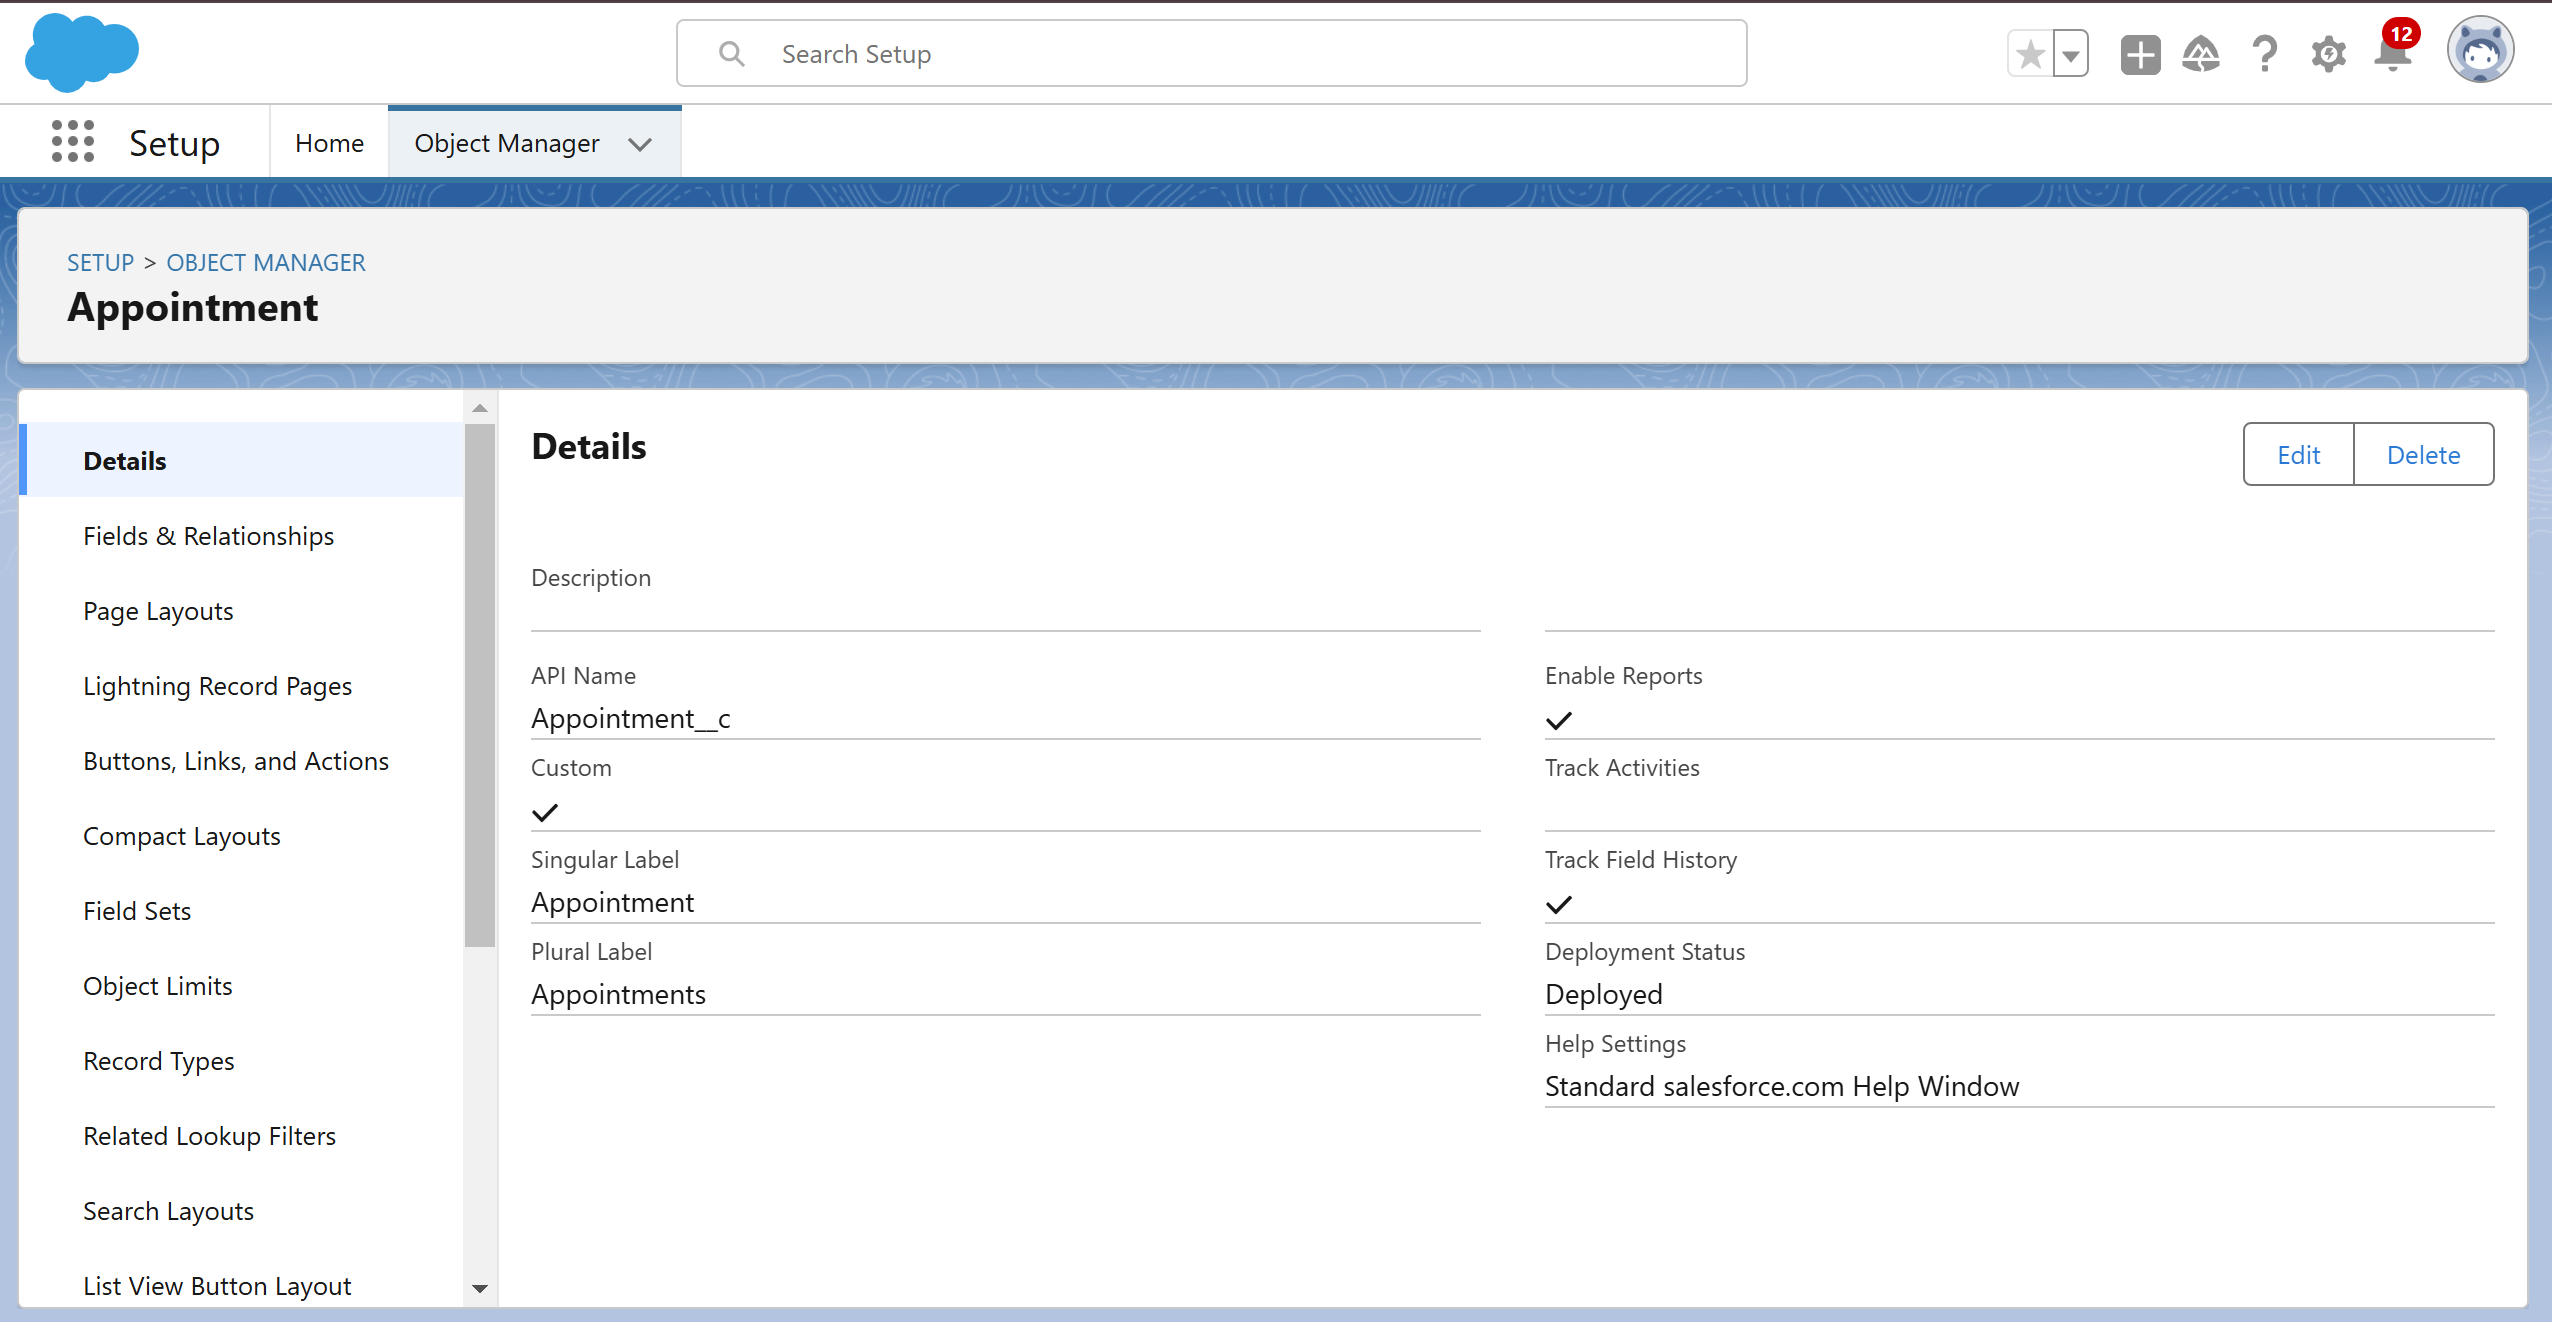 Search Setup
12
Setup
Home
Object Manager
SETUP > OBJECT MANAGER
Appointment
Details
Fields & Relationships
Page Layouts
Lightning Record Pages
Buttons, Links, and Actions
Compact Layouts
Field Sets
Object Limits
Record Types
Related Lookup Filters
Search Layouts
List View Button Layout
Details
Edit
Delete
Description
API Name
Appointment__c
Custom
Singular Label
Appointment
Plural Label
Appointments
Enable Reports
Track Activities
Track Field History
Deployment Status
Deployed
Help Settings
Standard salesforce.com Help Window